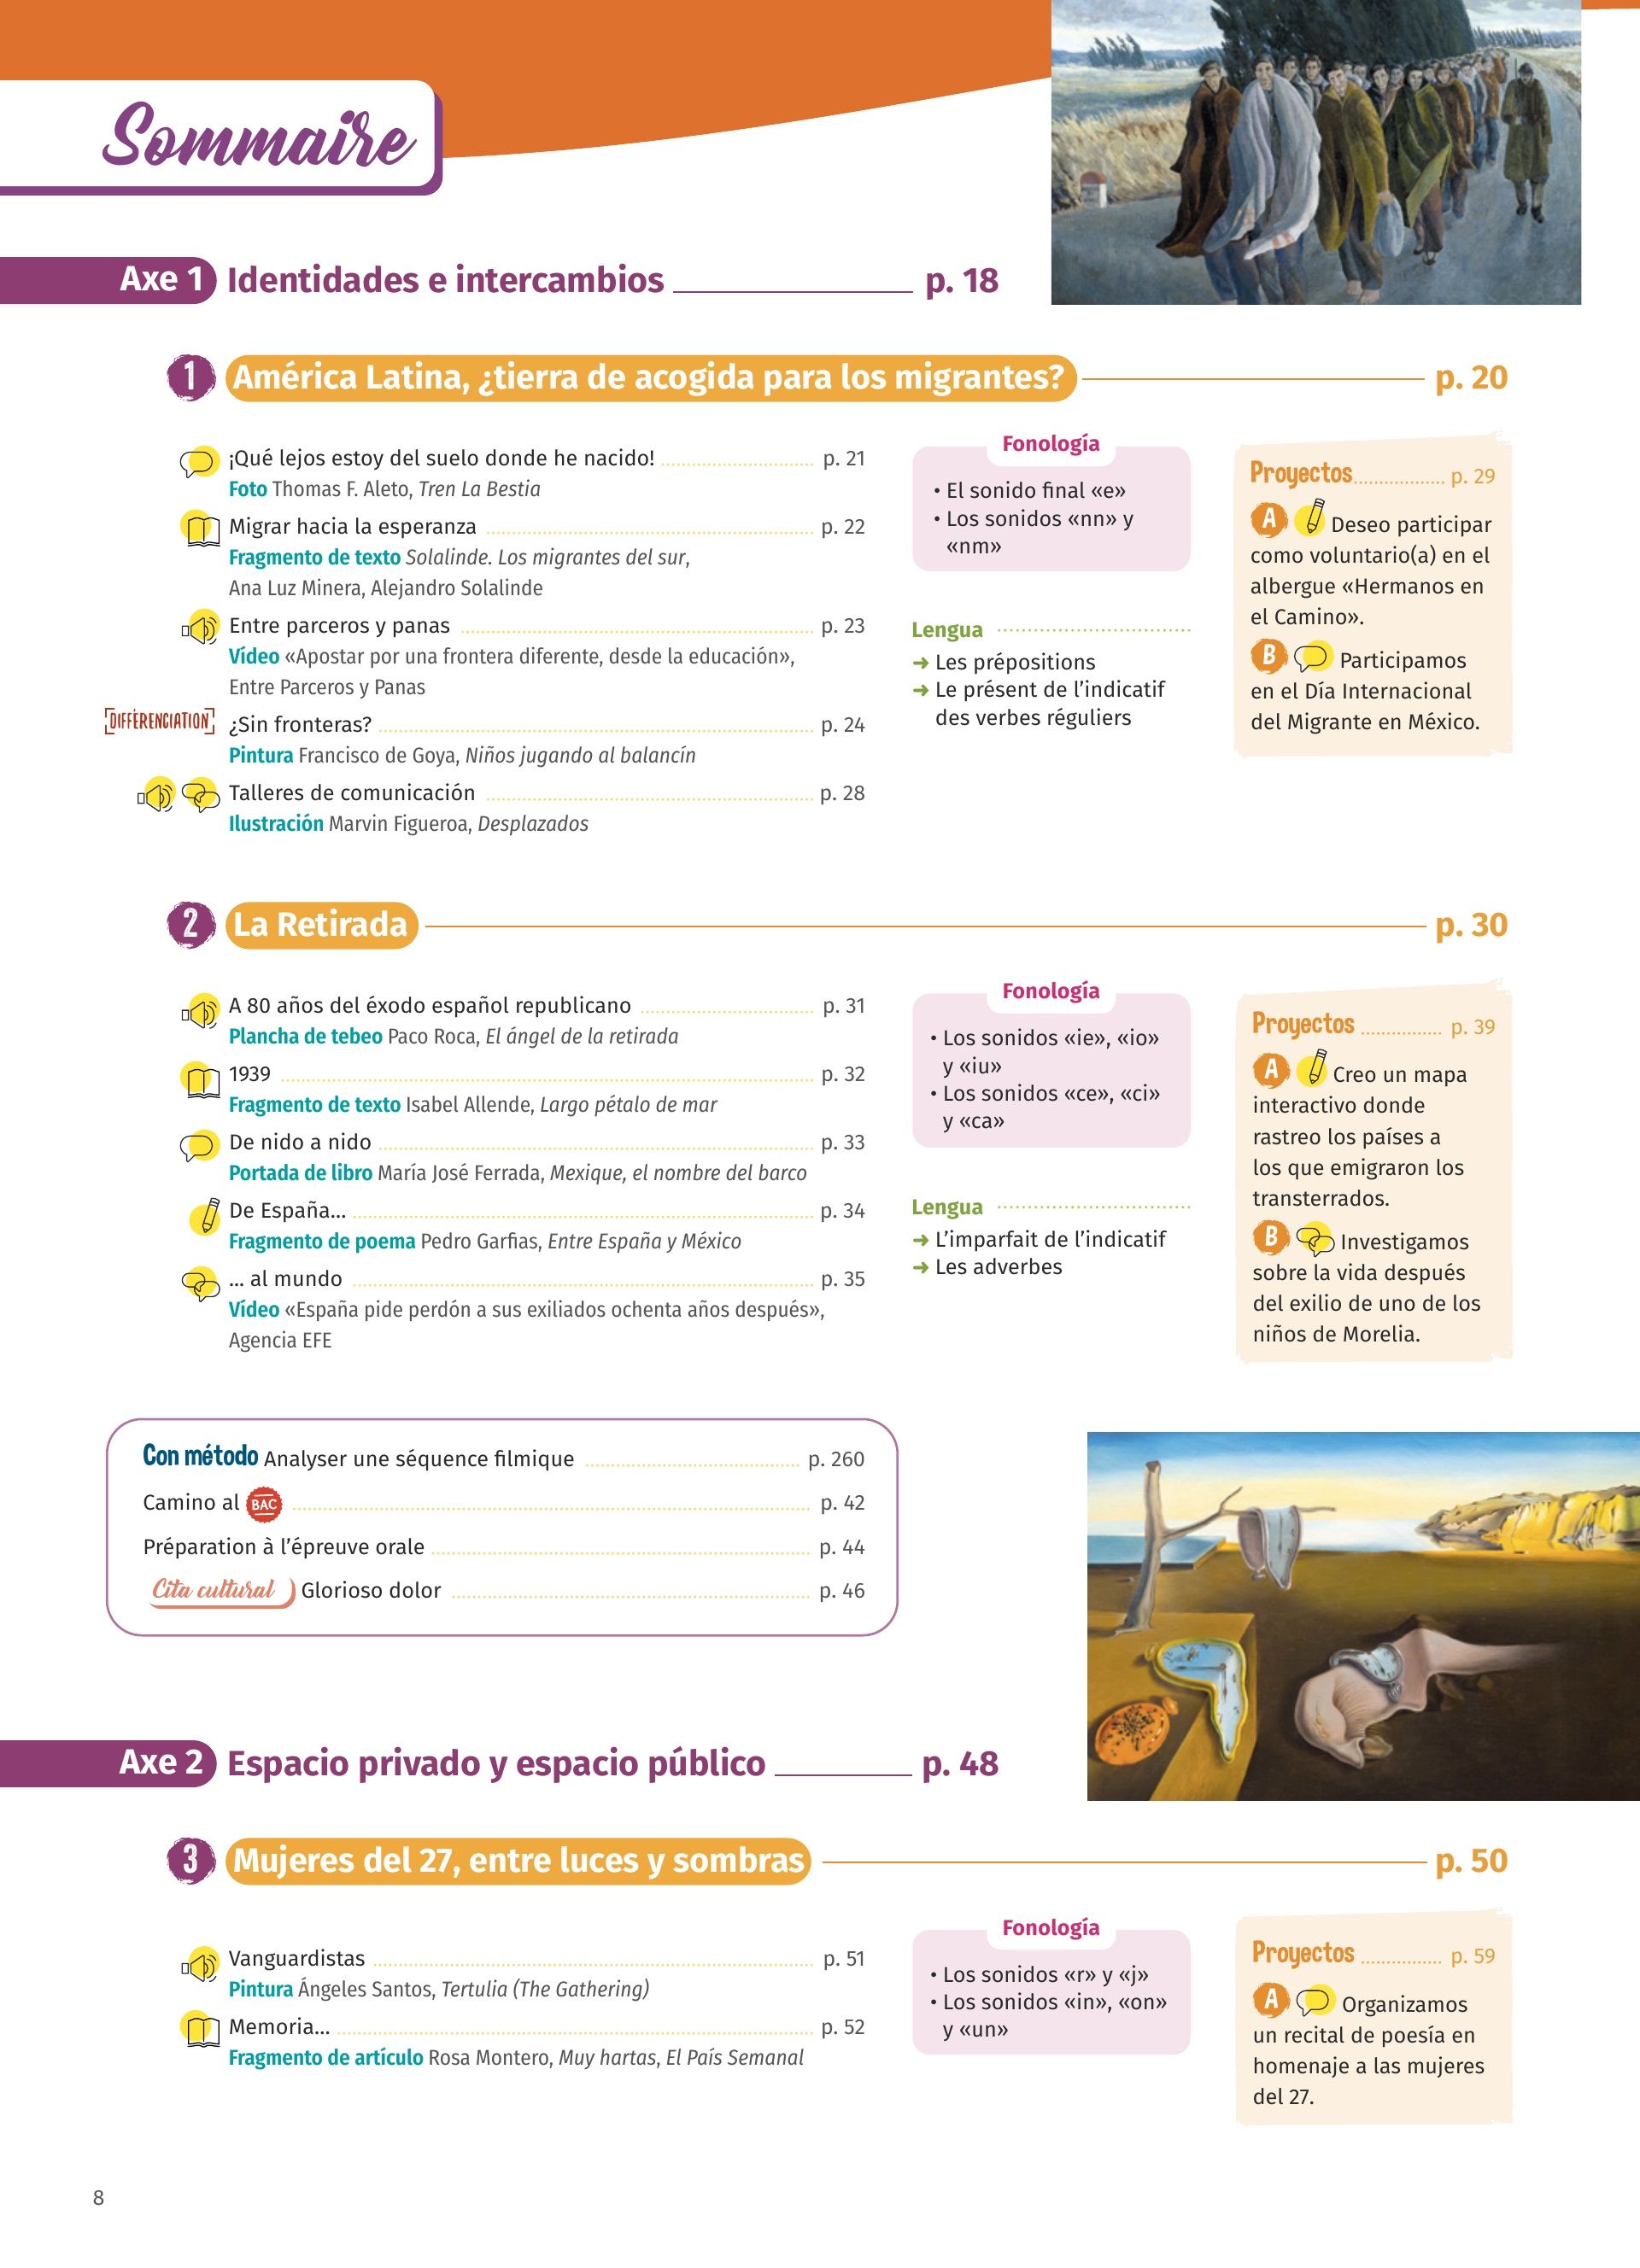 Sommaire
Axe 1 Identidades e intercambios p. 18
1 América Latina, ¿tierra de acogida para los migrantes? p. 20
¡Qué lejos estoy del suelo donde he nacido! p. 21
Foto Thomas F. Aleto, Tren La Bestia
Migrar hacia la esperanza p. 22
Fragmento de texto Solalinde. Los migrantes del sur,
Ana Luz Minera, Alejandro Solalinde
Entre parceros y panas p. 23
Vídeo «Apostar por una frontera diferente, desde la educación»,
Entre Parceros y Panas
DIFFÉRENCIATION ¿Sin fronteras? p. 24
Pintura Francisco de Goya, Niños jugando al balancín
Talleres de comunicación p. 28
Ilustración Marvin Figueroa, Desplazados
Fonología
• El sonido final «e»
• Los sonidos «nn» y
«nm»
Lengua
➜ Les prépositions
➜ Le présent de l’indicatif
des verbes réguliers
Proyectos p. 29
A Deseo participar
como voluntario(a) en el
albergue «Hermanos en
el Camino».
B Participamos
en el Día Internacional
del Migrante en México.
2 La Retirada p. 30
A 80 años del éxodo español republicano p. 31
Plancha de tebeo Paco Roca, El ángel de la retirada
1939 p. 32
Fragmento de texto Isabel Allende, Largo pétalo de mar
De nido a nido p. 33
Portada de libro María José Ferrada, Mexique, el nombre del barco
De España... p. 34
Fragmento de poema Pedro Garfias, Entre España y México
... al mundo p. 35
Vídeo «España pide perdón a sus exiliados ochenta años después»,
Agencia EFE
Fonología
• Los sonidos «ie», «io»
y «iu»
• Los sonidos «ce», «ci»
y «ca»
Lengua
➜ L’imparfait de l’indicatif
➜ Les adverbes
Proyectos p. 39
A Creo un mapa
interactivo donde
rastreo los países a
los que emigraron los
transterrados.
B Investigamos
sobre la vida después
del exilio de uno de los
niños de Morelia.
Con método Analyser une séquence filmique p. 260
Camino al BAC p. 42
Préparation à l’épreuve orale p. 44
Cita cultural Glorioso dolor p. 46
Axe 2 Espacio privado y espacio público p. 48
3 Mujeres del 27, entre luces y sombras p. 50
Vanguardistas p. 51
Pintura Ángeles Santos, Tertulia (The Gathering)
Memoria... p. 52
Fragmento de artículo Rosa Montero, Muy hartas, El País Semanal
Fonología
• Los sonidos «r» y «j»
• Los sonidos «in», «on»
y «un»
Proyectos p. 59
A Organizamos
un recital de poesía en
homenaje a las mujeres
del 27.
8